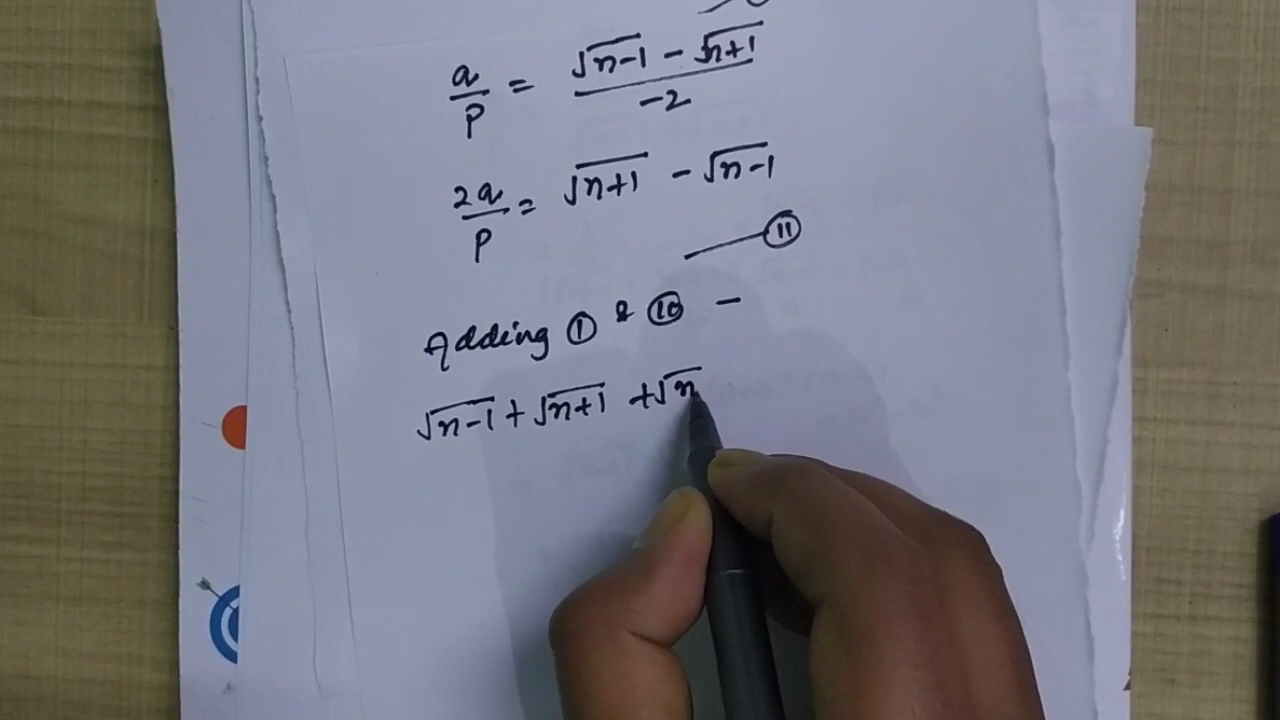 a/p = (√n-1 - √n+1)/-2
2a/p = √n+1 - √n-1
⑪
Adding ① & ⑩ -
√n-1 + √n+1 + √n